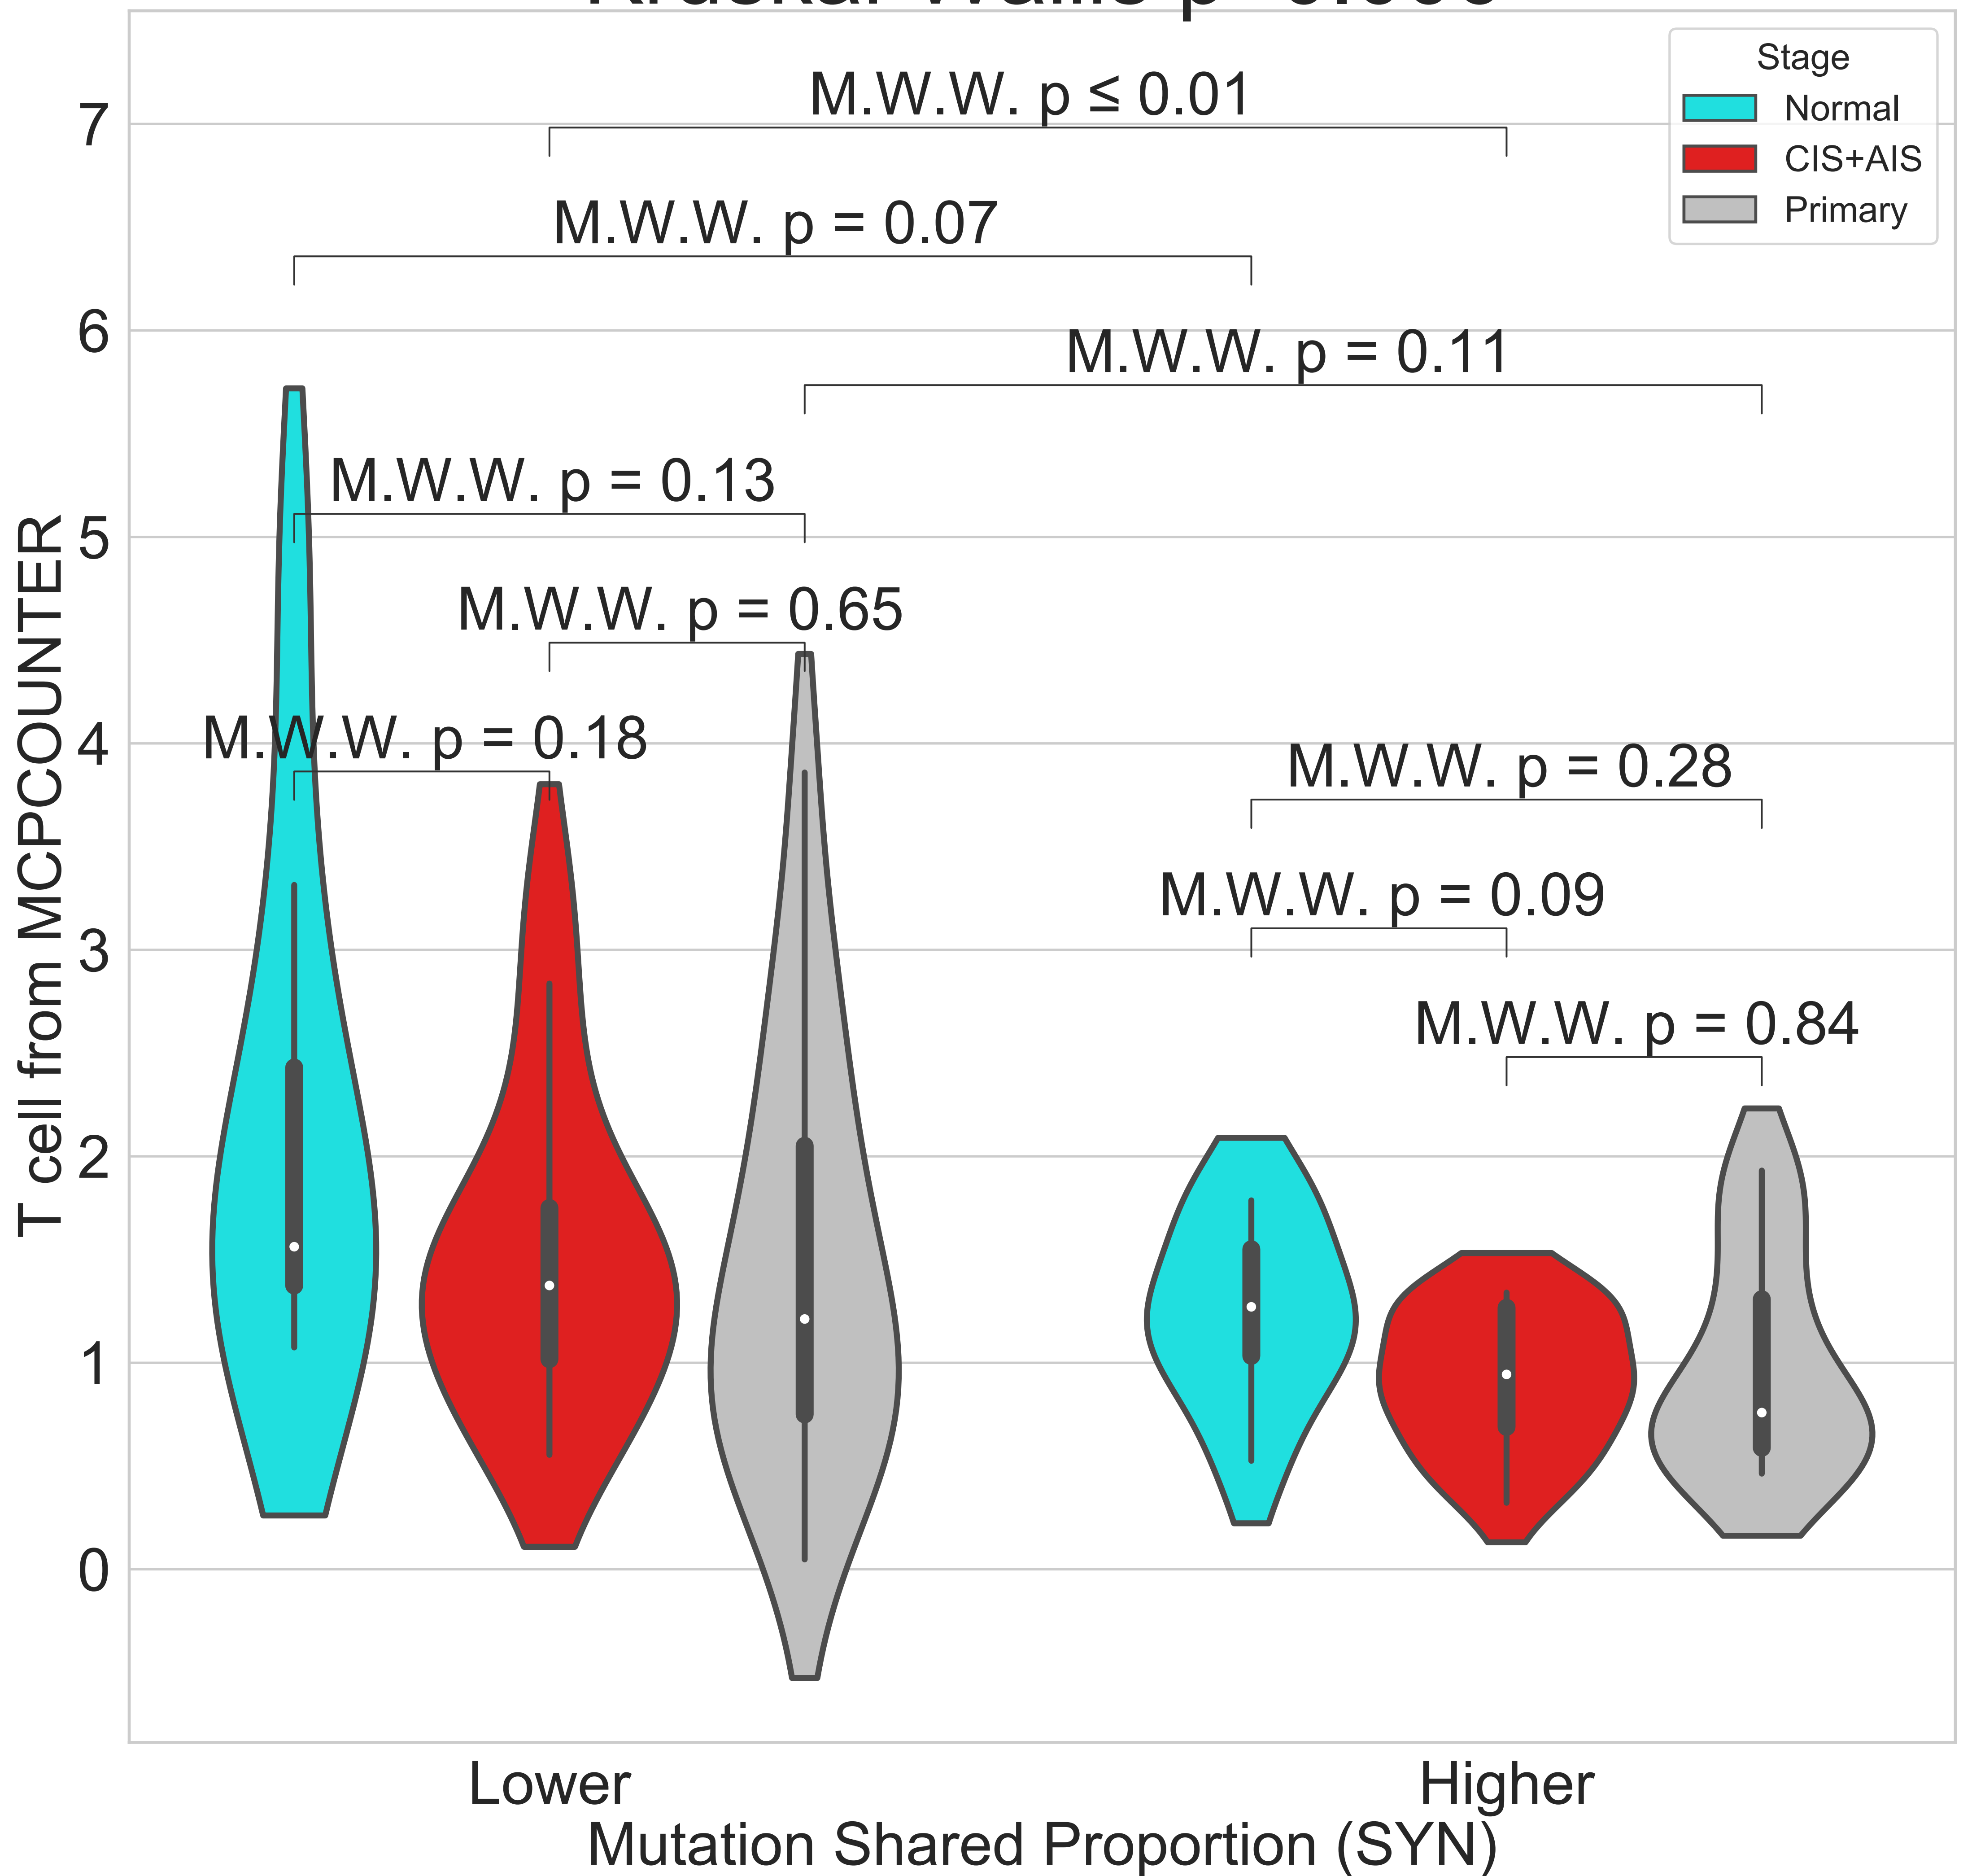 Stage
Normal
CIS+AIS
Primary
M.W.W. p ≤ 0.01
M.W.W. p = 0.07
M.W.W. p = 0.11
M.W.W. p = 0.13
M.W.W. p = 0.65
M.W.W. p = 0.18
M.W.W. p = 0.28
M.W.W. p = 0.09
M.W.W. p = 0.84
7
6
5
4
3
2
1
0
T cell from MCPCOUNTER
Lower
Higher
Mutation Shared Proportion (SYN)